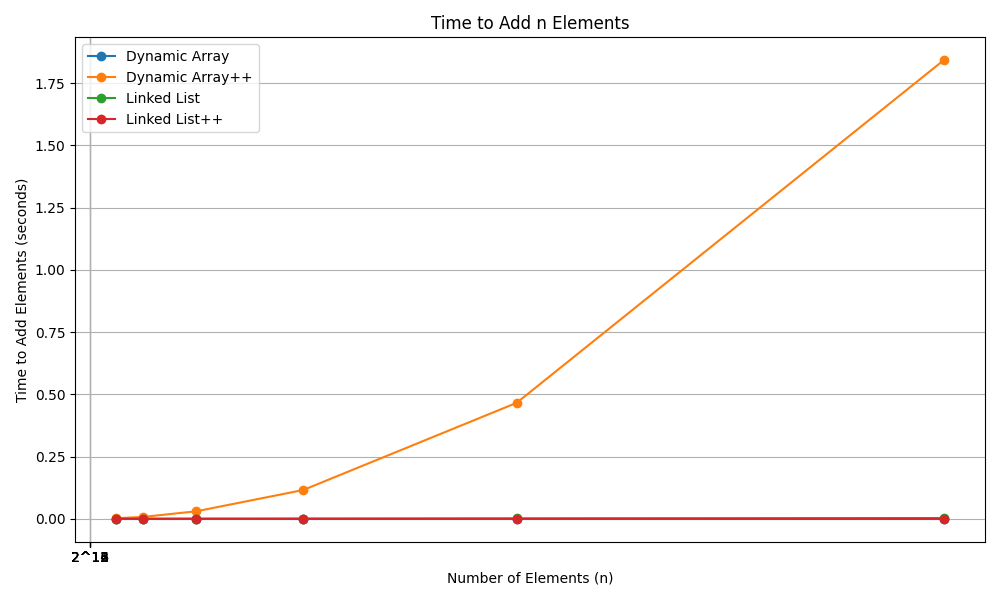 Time to Add n Elements
Dynamic Array
Dynamic Array++
Linked List
Linked List++
1.75
1.50
1.25
1.00
0.75
0.50
0.25
0.00
Time to Add Elements (seconds)
Number of Elements (n)